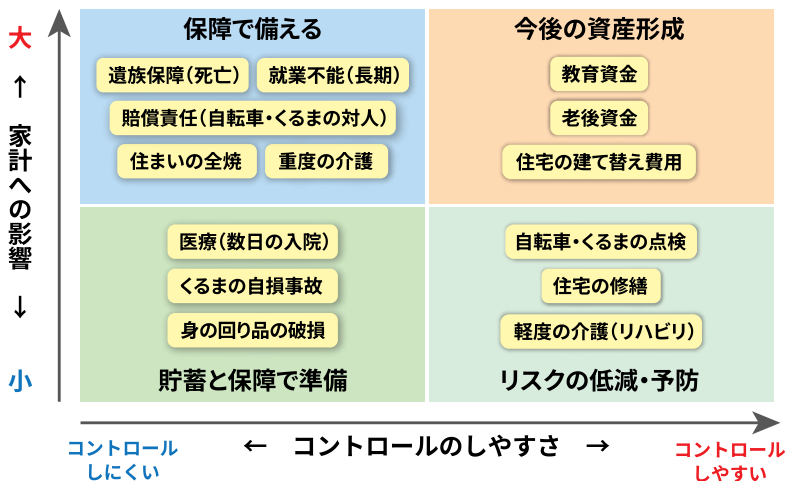 大
↑
家計への影響
↓
小
保障で備える
遺族保障（死亡）
就業不能（長期）
賠償責任（自転車・くるまの対人）
住まいの全焼
重度の介護
今後の資産形成
教育資金
老後資金
住宅の建て替え費用
医療（数日の入院）
くるまの自損事故
身の回り品の破損
貯蓄と保障で準備
自転車・くるまの点検
住宅の修繕
軽度の介護（リハビリ）
リスクの低減・予防
コントロール
しにくい
← コントロールのしやすさ →
コントロール
しやすい